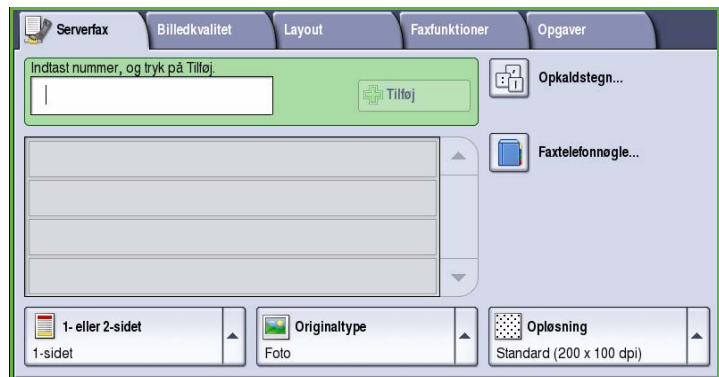 Serverfax Billedkvalitet Layout Faxfunktioner Opgaver
Indtast nummer, og tryk på Tilføj.
Tilføj
Opkaldstegn...
Faxtelefonnøgle...
1- eller 2-sidet
1-sidet
Originaltype
Foto
Opløsning
Standard (200 x 100 dpi)